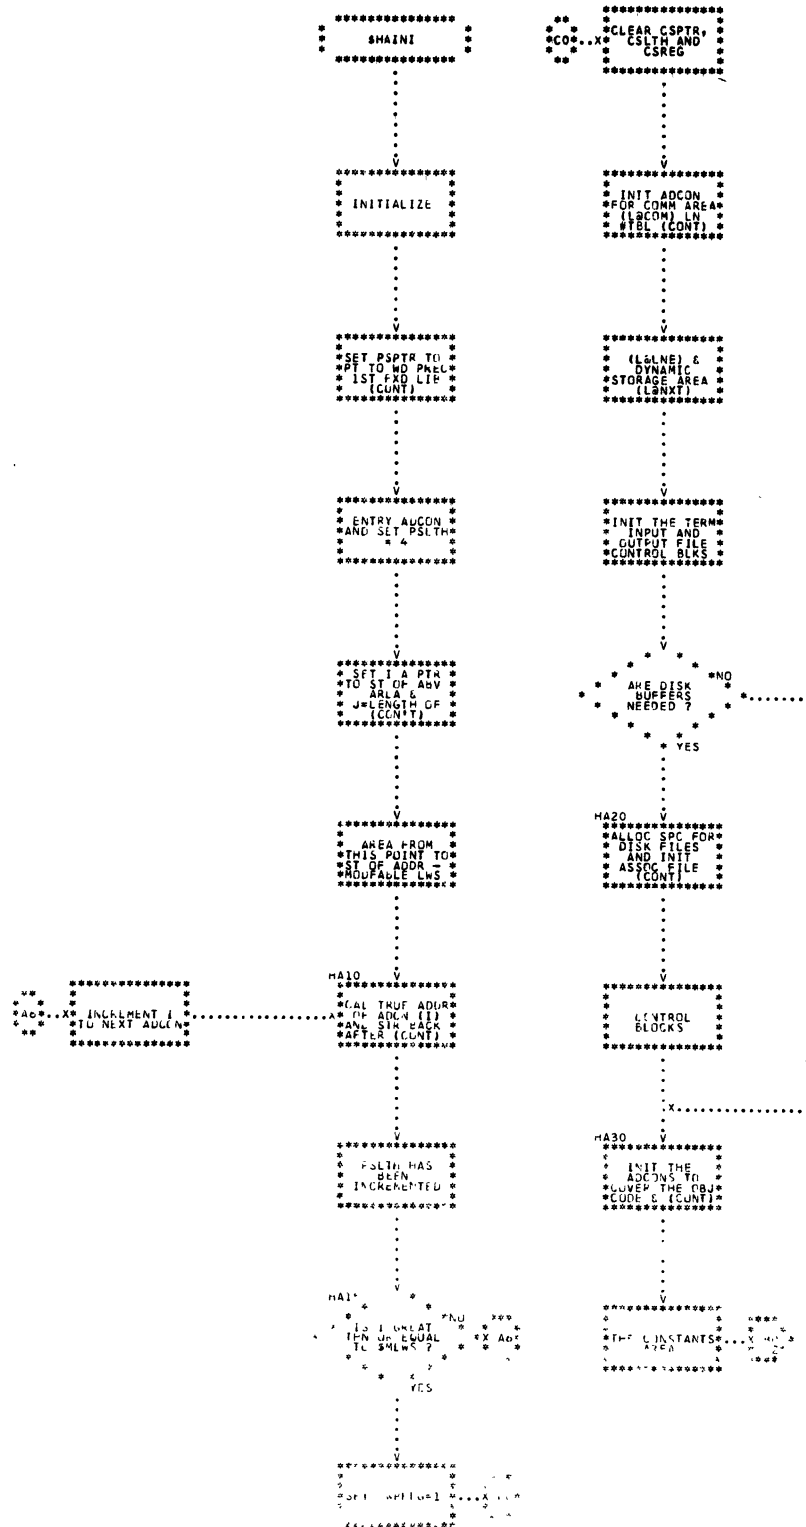 $HAINI
INITIALIZE
SET PSPTR TO
PT TO WD PREC
1ST FXD LIB
(CONT)
ENTRY ADCON
AND SET PSLTH
= 4
SET I A PTR
TO ST OF ABV
AREA &
J=LENGTH OF
(CON'T)
AREA FROM
THIS POINT TO
ST OF ADDR -
MODFABLE LWS
A6
INCREMENT I
TO NEXT ADCON
HA10
CAL TRUE ADDR
OF ADCN (I)
AND STR BACK
AFTER (CONT)
PSLTH HAS
BEEN
INCREMENTED
IS I GREAT
THN OR EQUAL
TO $MLWS ?
NO
A6
YES
SET
C0
CLEAR CSPTR,
CSLTH AND
CSREG
INIT ADCON
FOR COMM AREA
(L@COM) LN
#TBL (CONT)
(L&LNE) &
DYNAMIC
STORAGE AREA
(L@NXT)
INIT THE TERM
INPUT AND
OUTPUT FILE
CONTROL BLKS
ARE DISK
BUFFERS
NEEDED ?
NO
YES
HA20
ALLOC SPC FOR
DISK FILES
AND INIT
ASSOC FILE
(CONT)
CONTROL
BLOCKS
HA30
INIT THE
ADCONS TO
COVER THE OBJ
CODE & (CONT)
THE CONSTANTS
AREA